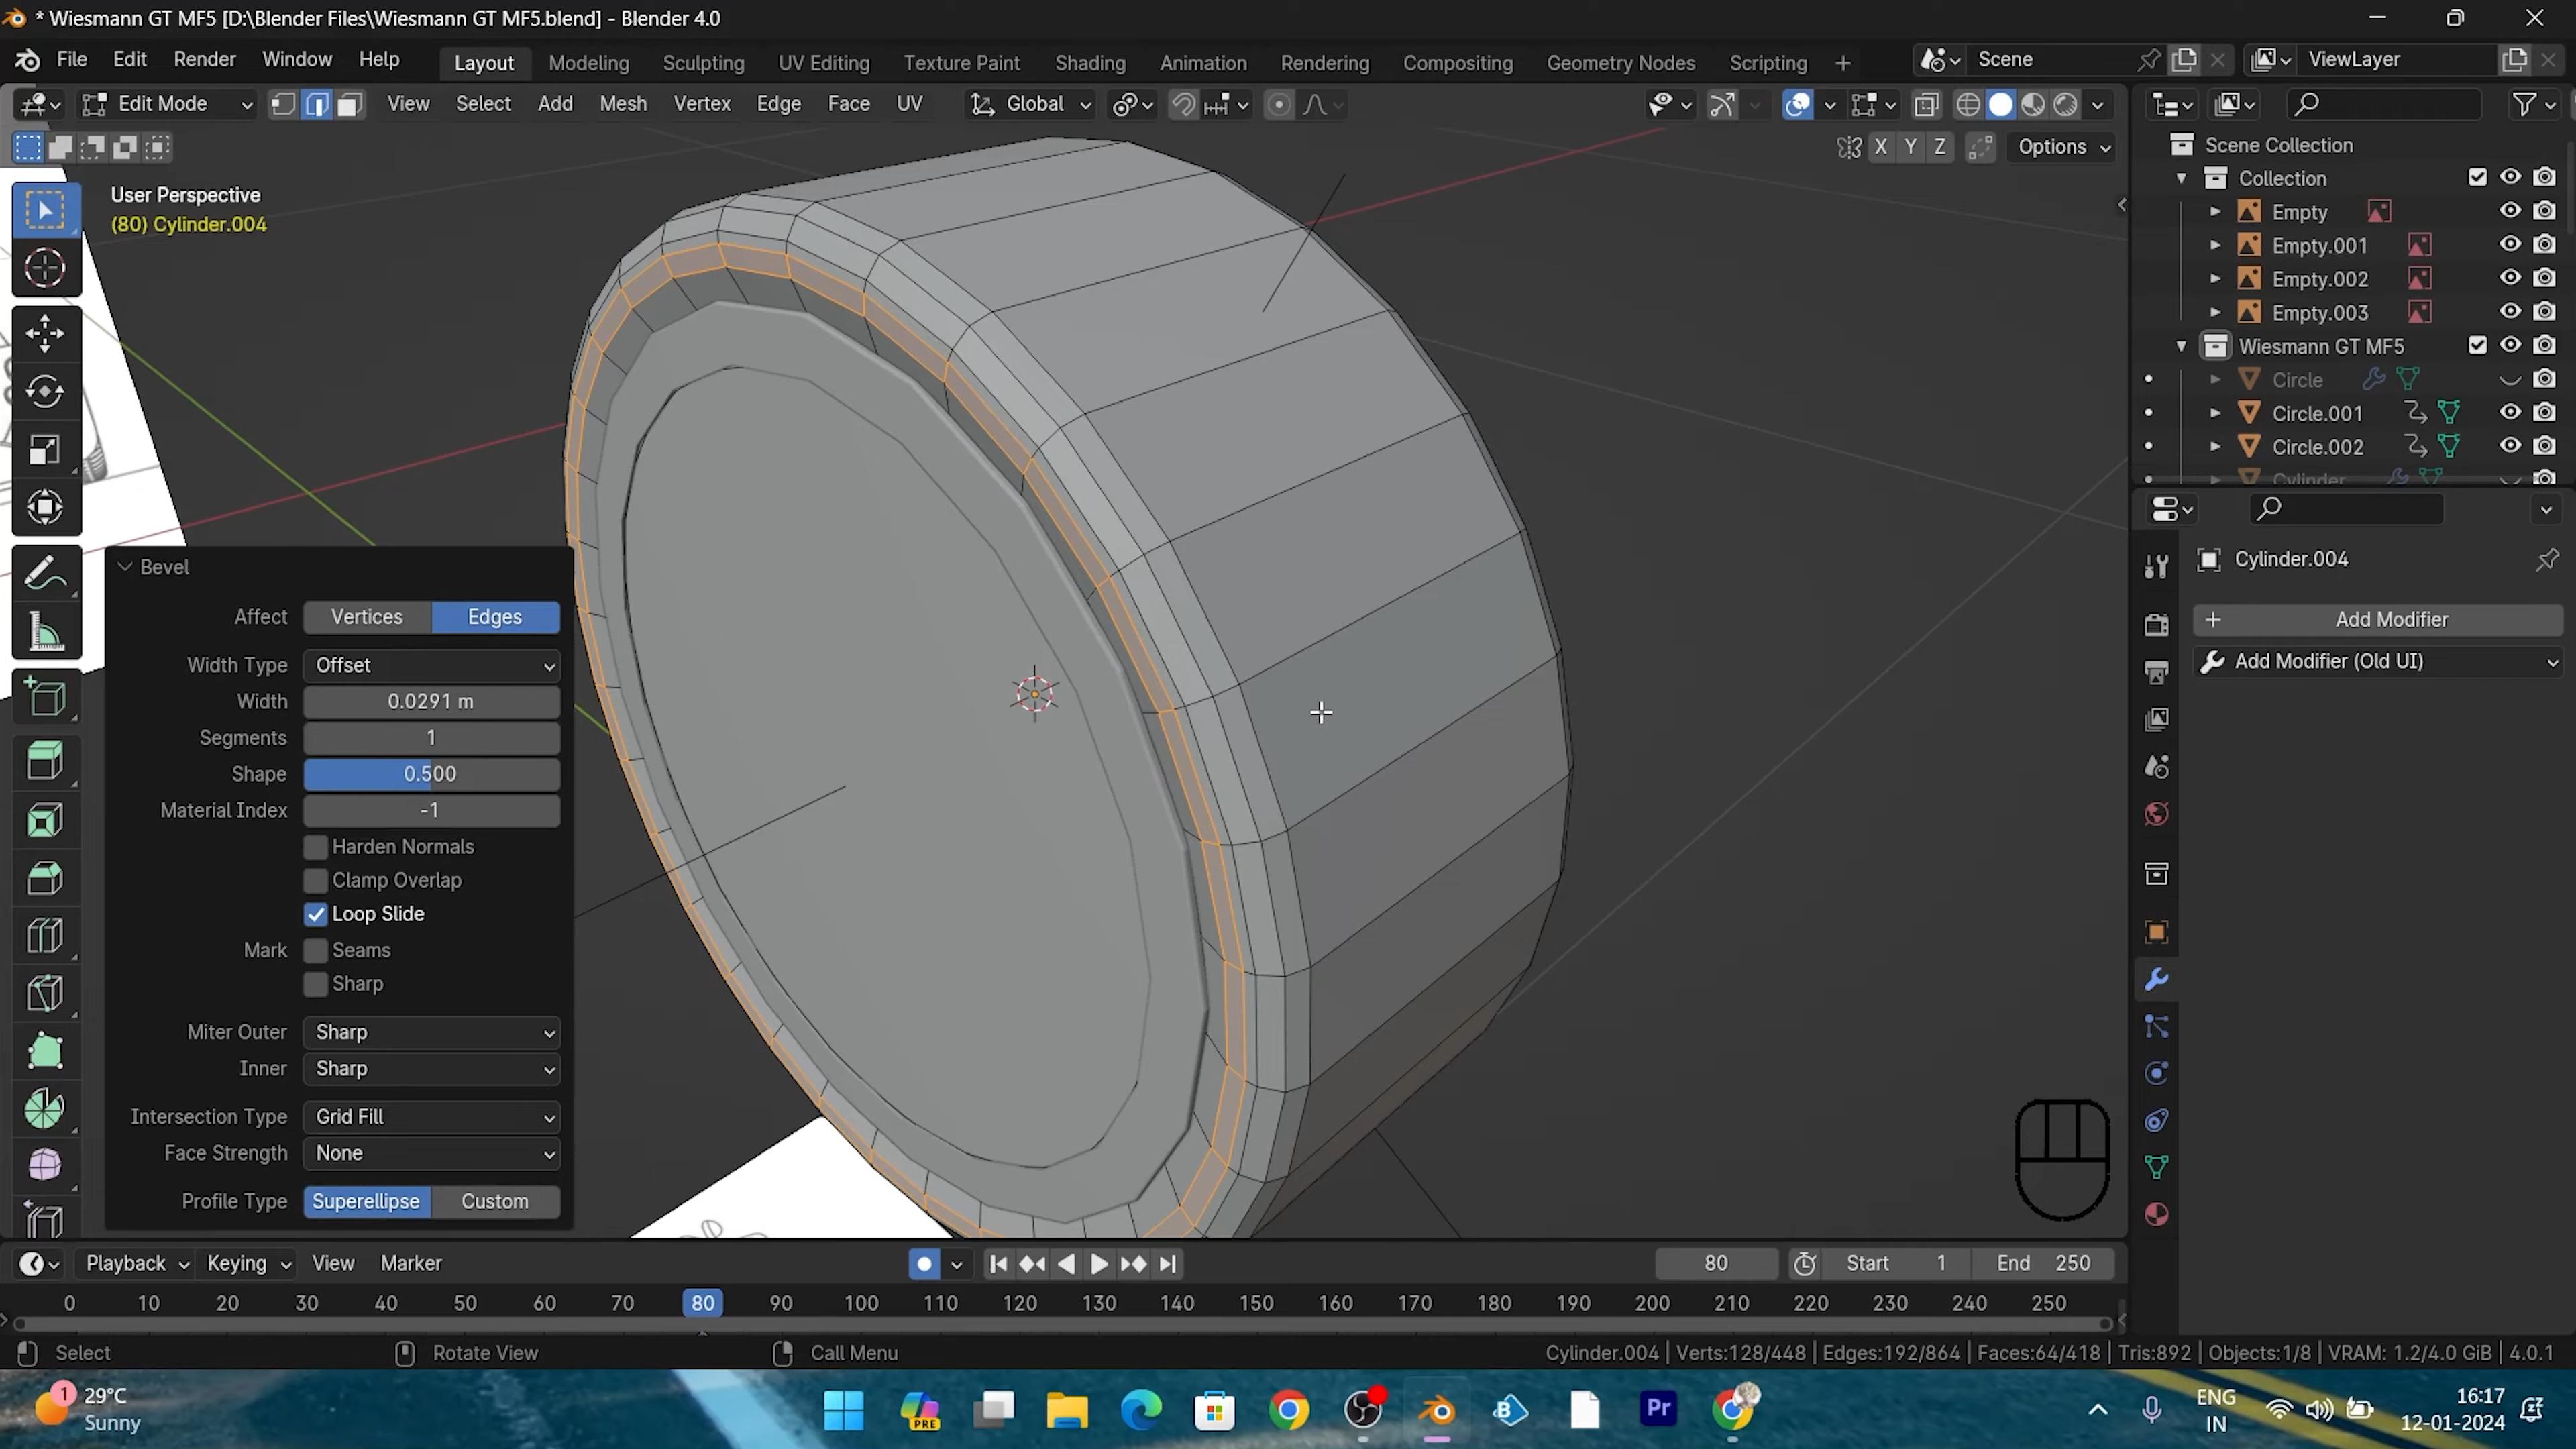 * Wiesmann GT MF5 [D:\Blender Files\Wiesmann GT MF5.blend] - Blender 4.0
File Edit Render Window Help Layout Modeling Sculpting UV Editing Texture Paint Shading Animation Rendering Compositing Geometry Nodes Scripting + Scene ViewLayer
Edit Mode View Select Add Mesh Vertex Edge Face UV Global
X Y Z Options
User Perspective
(80) Cylinder.004
Scene Collection
Collection
Empty
Empty.001
Empty.002
Empty.003
Wiesmann GT MF5
Circle
Circle.001
Circle.002
Cylinder
Cylinder.004
+ Add Modifier
Add Modifier (Old UI)
Bevel
Affect Vertices Edges
Width Type Offset
Width 0.0291 m
Segments 1
Shape 0.500
Material Index -1
Harden Normals
Clamp Overlap
Loop Slide
Mark Seams
Sharp
Miter Outer Sharp
Inner Sharp
Intersection Type Grid Fill
Face Strength None
Profile Type Superellipse Custom
Playback Keying View Marker 80 Start 1 End 250
0 10 20 30 40 50 60 70 80 90 100 110 120 130 140 150 160 170 180 190 200 210 220 230 240 250
Select Rotate View Call Menu Cylinder.004 | Verts:128/448 | Edges:192/864 | Faces:64/418 | Tris:892 | Objects:1/8 | VRAM: 1.2/4.0 GiB | 4.0.1
1
29°C
Sunny
PRE
B
Pr
ENG
IN
16:17
12-01-2024